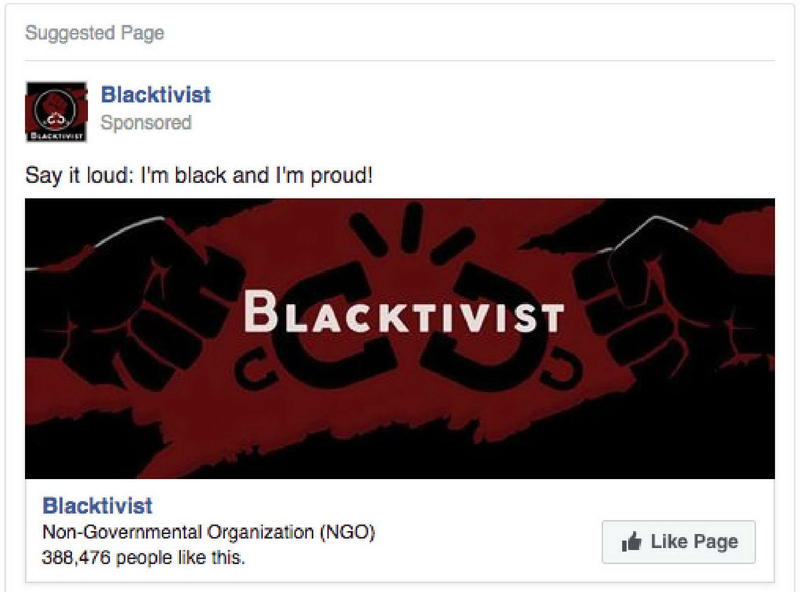 Suggested Page
Blacktivist
Sponsored
BLACKTIVIST
Say it loud: I'm black and I'm proud!
BLACKTIVIST
Blacktivist
Non-Governmental Organization (NGO)
388,476 people like this.
Like Page